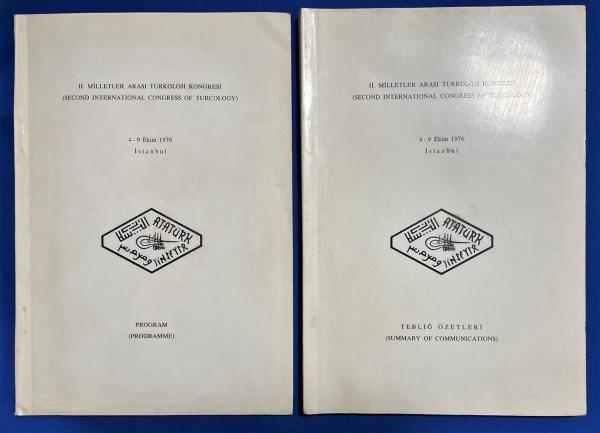 II. MİLLETLER ARASI TÜRKOLOJİ KONGRESİ
(SECOND INTERNATIONAL CONGRESS OF TURCOLOGY)
4 - 9 Ekim 1976
İstanbul
ATATÜRK
PROGRAM
(PROGRAMME)
II. MİLLETLER ARASI TÜRKOLOJİ KONGRESİ
(SECOND INTERNATIONAL CONGRESS OF TURCOLOGY)
4 - 9 Ekim 1976
İstanbul
ATATÜRK
TEBLİĞ ÖZETLERİ
(SUMMARY OF COMMUNICATIONS)